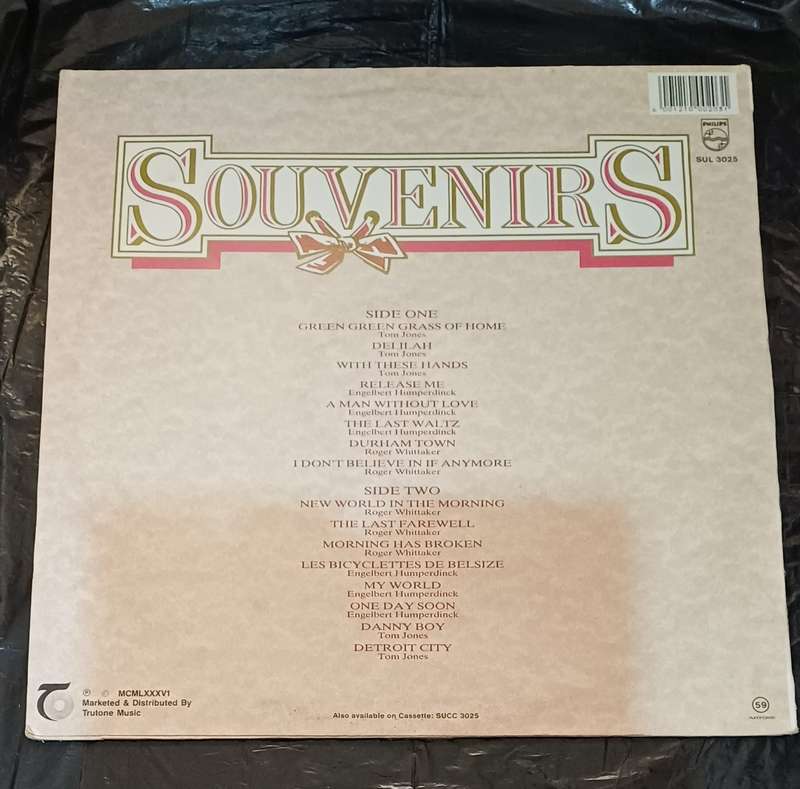 PHILIPS
SUL 3025
SOUVENIRS
SIDE ONE
GREEN GREEN GRASS OF HOME
Tom Jones
DELILAH
Tom Jones
WITH THESE HANDS
Tom Jones
RELEASE ME
Engelbert Humperdinck
A MAN WITHOUT LOVE
Engelbert Humperdinck
THE LAST WALTZ
Engelbert Humperdinck
DURHAM TOWN
Roger Whittaker
I DON'T BELIEVE IN IF ANYMORE
Roger Whittaker
SIDE TWO
NEW WORLD IN THE MORNING
Roger Whittaker
THE LAST FAREWELL
Roger Whittaker
MORNING HAS BROKEN
Roger Whittaker
LES BICYCLETTES DE BELSIZE
Engelbert Humperdinck
MY WORLD
Engelbert Humperdinck
ONE DAY SOON
Engelbert Humperdinck
DANNY BOY
Tom Jones
DETROIT CITY
Tom Jones
℗ © MCMLXXXV1
Marketed & Distributed By
Trutone Music
Also available on Cassette: SUCC 3025
59